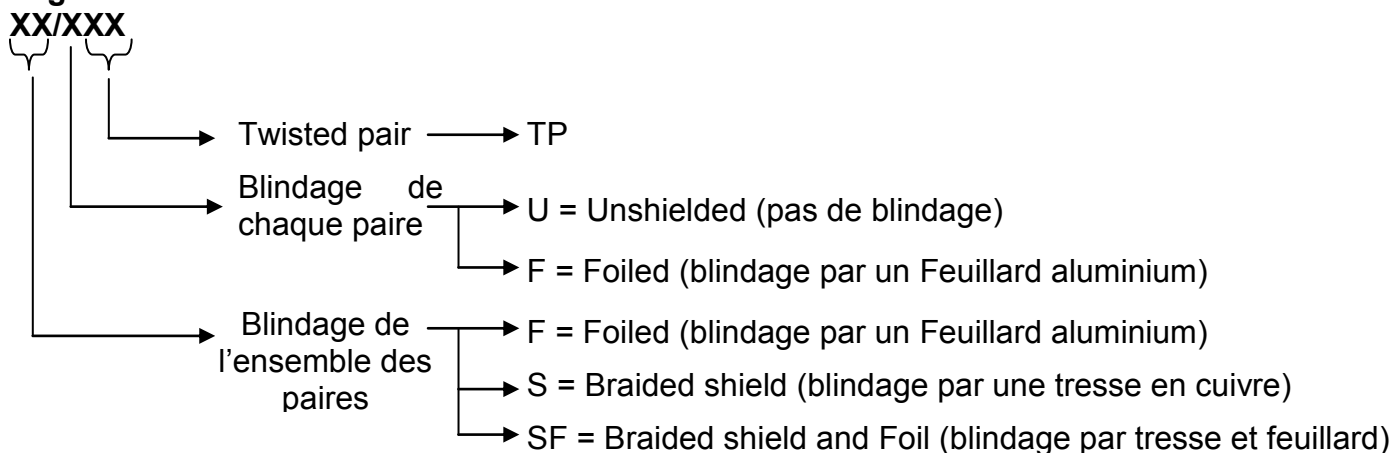 XX/XXX
Twisted pair TP
Blindage de
chaque paire
U = Unshielded (pas de blindage)
F = Foiled (blindage par un Feuillard aluminium)
Blindage de
l’ensemble des
paires
F = Foiled (blindage par un Feuillard aluminium)
S = Braided shield (blindage par une tresse en cuivre)
SF = Braided shield and Foil (blindage par tresse et feuillard)